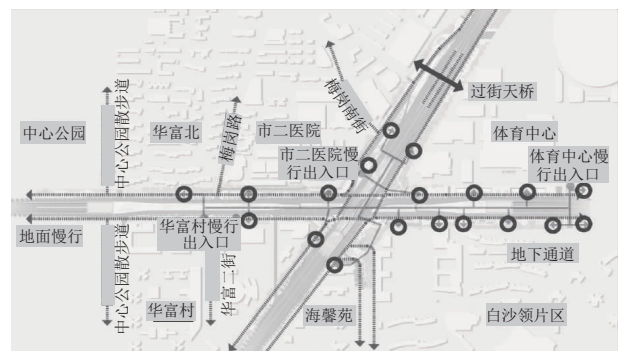 过街天桥
梅岗南街
中心公园散步道
中心公园
华富北
梅岗路
市二医院
体育中心
市二医院慢
行出入口
体育中心慢
行出入口
地面慢行
华富村慢行
出入口
地下通道
中心公园散步道
华富二街
华富村
海馨苑
白沙领片区